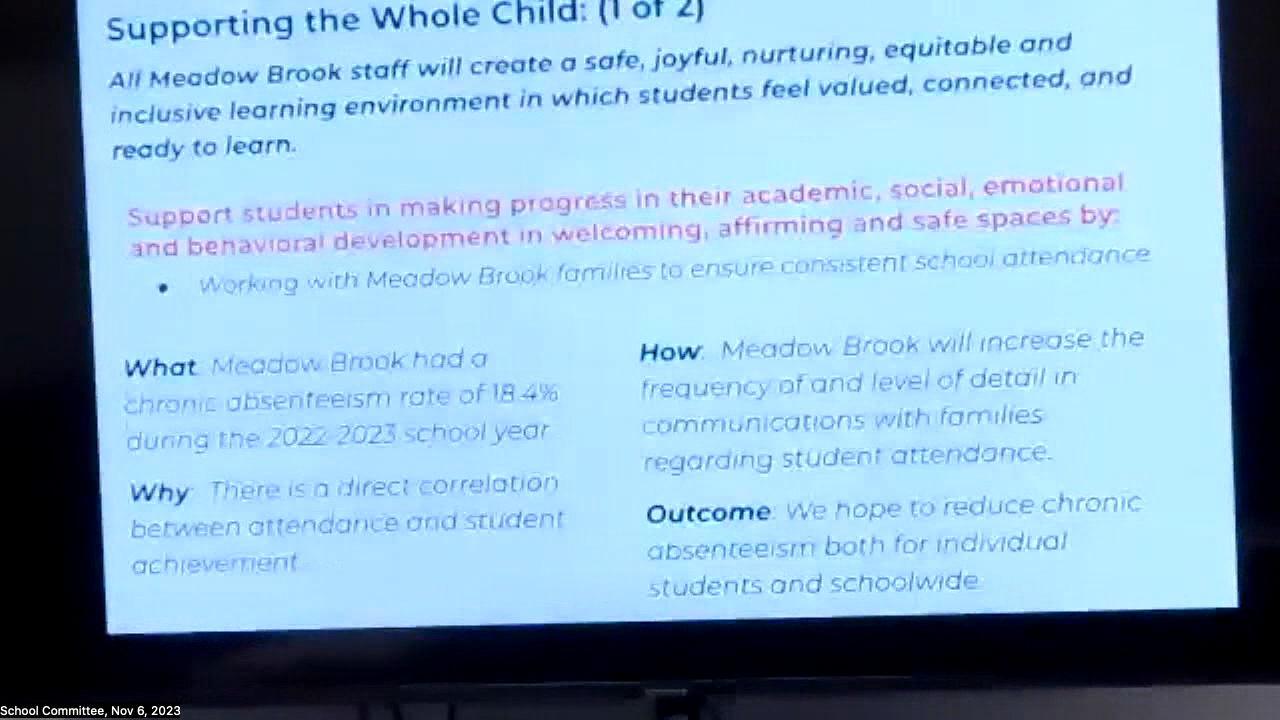 Supporting the Whole Child: (1 of 2)
All Meadow Brook staff will create a safe, joyful, nurturing, equitable and
inclusive learning environment in which students feel valued, connected, and
ready to learn.
Support students in making progress in their academic, social, emotional
and behavioral development in welcoming, affirming and safe spaces by:
• Working with Meadow Brook families to ensure consistent school attendance
What: Meadow Brook had a
chronic absenteeism rate of 18.4%
during the 2022-2023 school year
Why: There is a direct correlation
between attendance and student
achievement.
How: Meadow Brook will increase the
frequency of and level of detail in
communications with families
regarding student attendance.
Outcome: We hope to reduce chronic
absenteeism both for individual
students and schoolwide.
School Committee, Nov 6, 2023